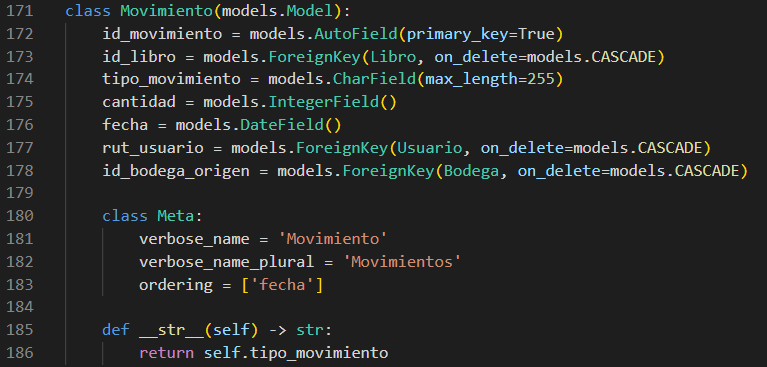 171 class Movimiento(models.Model):
172     id_movimiento = models.AutoField(primary_key=True)
173     id_libro = models.ForeignKey(Libro, on_delete=models.CASCADE)
174     tipo_movimiento = models.CharField(max_length=255)
175     cantidad = models.IntegerField()
176     fecha = models.DateField()
177     rut_usuario = models.ForeignKey(Usuario, on_delete=models.CASCADE)
178     id_bodega_origen = models.ForeignKey(Bodega, on_delete=models.CASCADE)
179
180     class Meta:
181         verbose_name = 'Movimiento'
182         verbose_name_plural = 'Movimientos'
183         ordering = ['fecha']
184
185     def __str__(self) -> str:
186         return self.tipo_movimiento